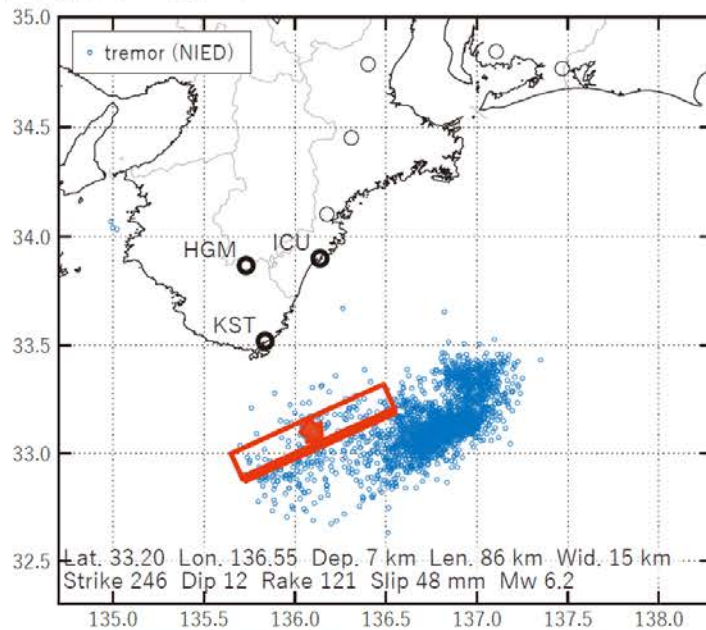 35.0
tremor (NIED)
34.5
34.0
HGM
ICU
KST
33.5
33.0
Lat. 33.20 Lon. 136.55 Dep. 7 km Len. 86 km Wid. 15 km
Strike 246 Dip 12 Rake 121 Slip 48 mm Mw 6.2
32.5
135.0 135.5 136.0 136.5 137.0 137.5 138.0